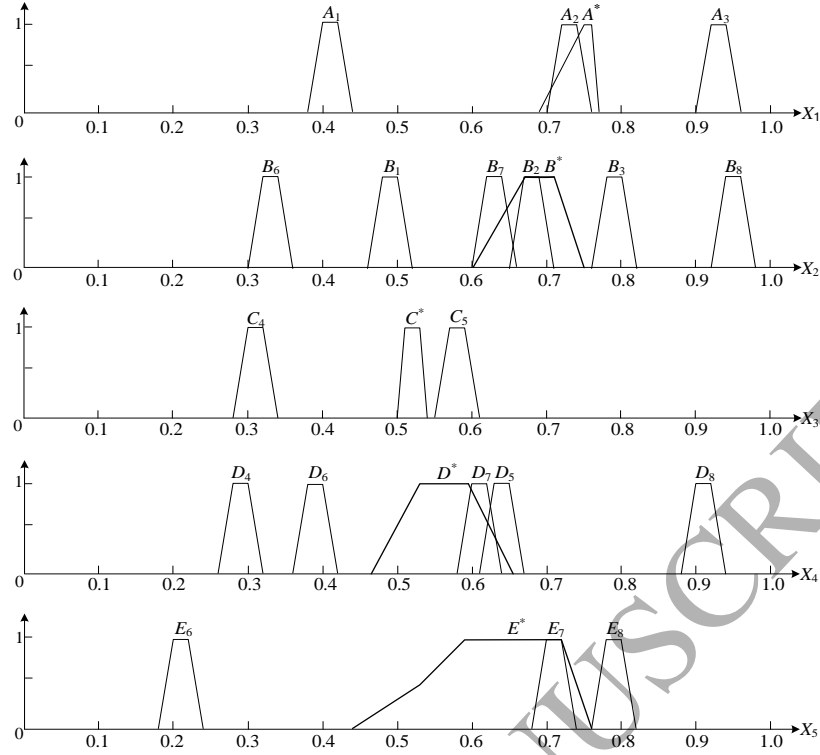 A₁ A₂ A* A₃
1
0 0.1 0.2 0.3 0.4 0.5 0.6 0.7 0.8 0.9 1.0 X₁
B₆ B₁ B₇ B₂ B* B₃ B₈
1
0 0.1 0.2 0.3 0.4 0.5 0.6 0.7 0.8 0.9 1.0 X₂
C₄ C* C₅
1
0 0.1 0.2 0.3 0.4 0.5 0.6 0.7 0.8 0.9 1.0 X₃
D₄ D₆ D* D₇ D₅ D₈
1
0 0.1 0.2 0.3 0.4 0.5 0.6 0.7 0.8 0.9 1.0 X₄
E₆ E* E₇ E₈
1
0 0.1 0.2 0.3 0.4 0.5 0.6 0.7 0.8 0.9 1.0 X₅
USCRI